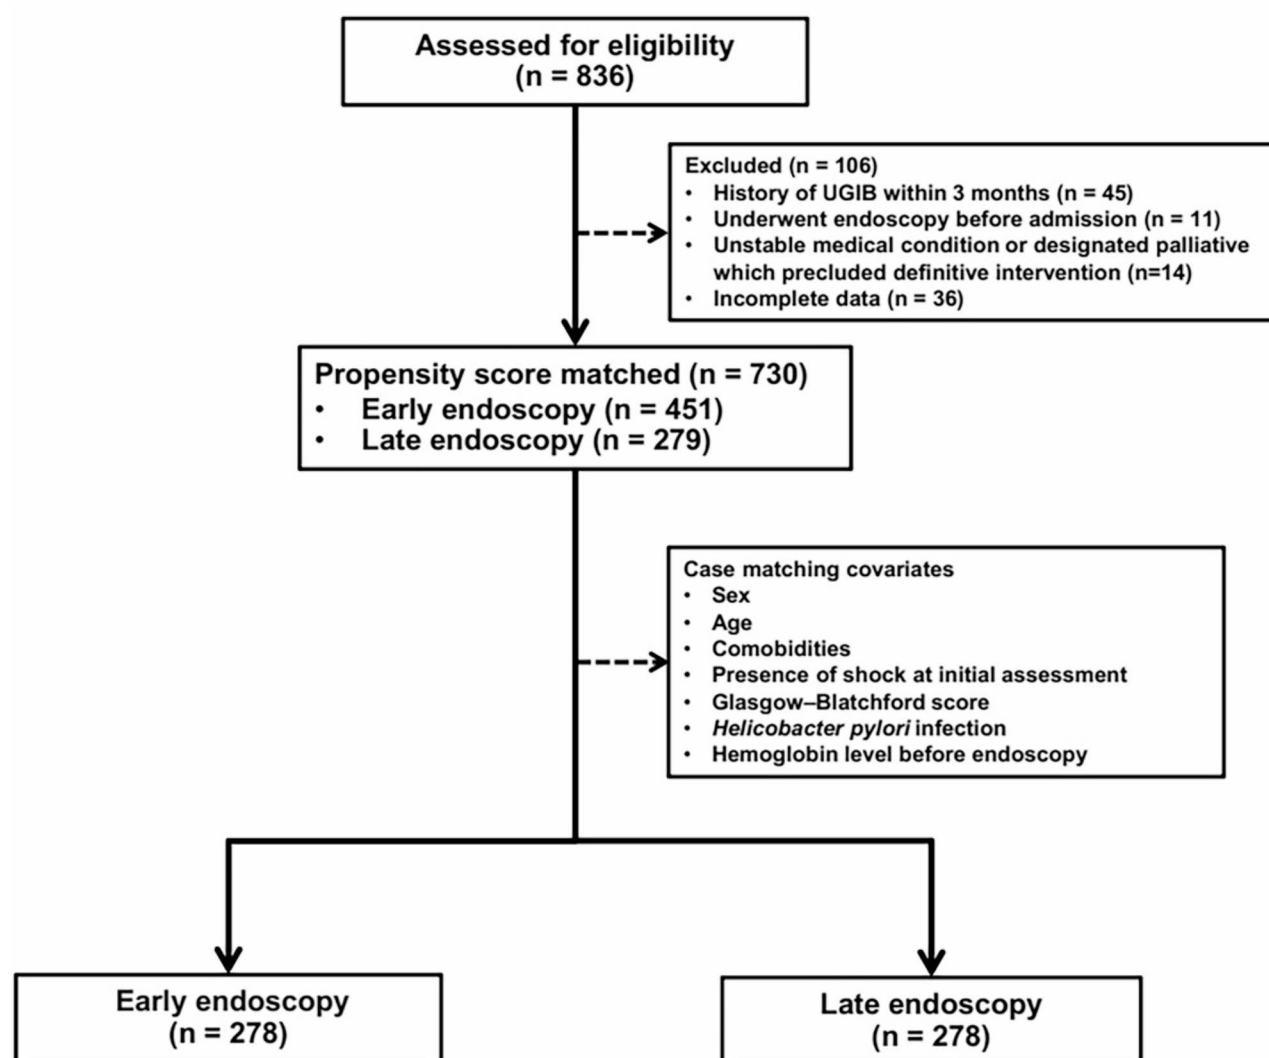 Assessed for eligibility
(n = 836)
Excluded (n = 106)
• History of UGIB within 3 months (n = 45)
• Underwent endoscopy before admission (n = 11)
• Unstable medical condition or designated palliative
which precluded definitive intervention (n=14)
• Incomplete data (n = 36)
Propensity score matched (n = 730)
• Early endoscopy (n = 451)
• Late endoscopy (n = 279)
Case matching covariates
• Sex
• Age
• Comobidities
• Presence of shock at initial assessment
• Glasgow–Blatchford score
• Helicobacter pylori infection
• Hemoglobin level before endoscopy
Early endoscopy
(n = 278)
Late endoscopy
(n = 278)